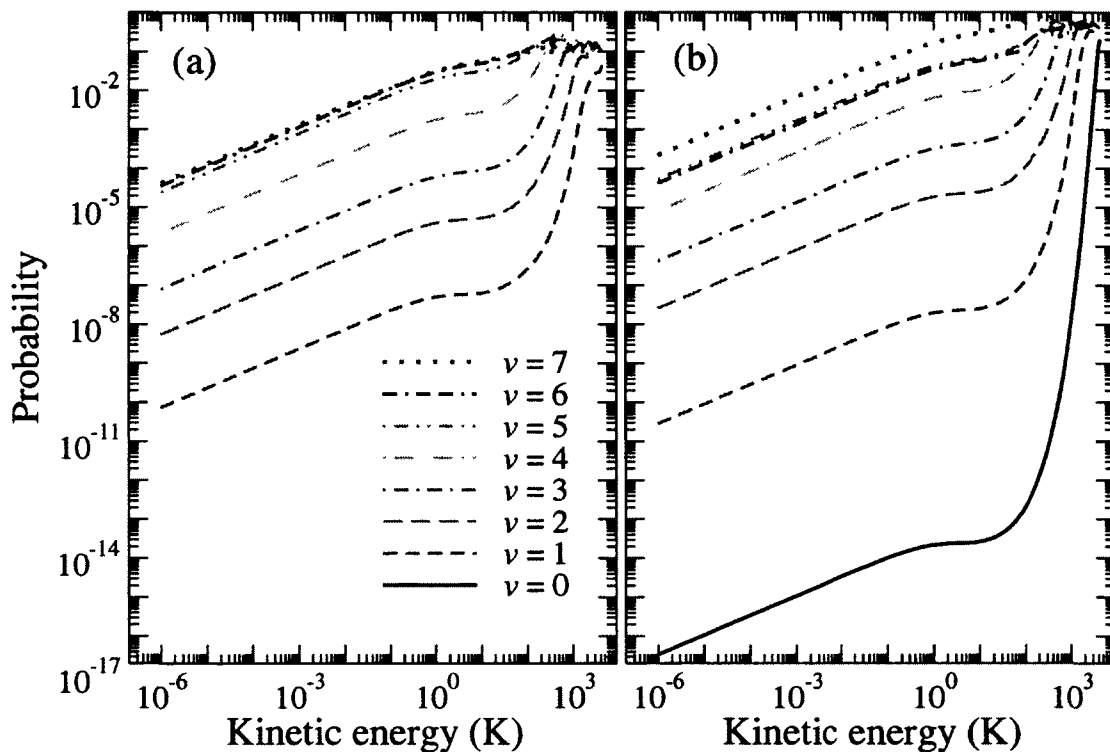 (a)
(b)
Probability
10^-2
10^-5
10^-8
10^-11
10^-14
10^-17
v = 7
v = 6
v = 5
v = 4
v = 3
v = 2
v = 1
v = 0
10^-6 10^-3 10^0 10^3
10^-6 10^-3 10^0 10^3
Kinetic energy (K)
Kinetic energy (K)